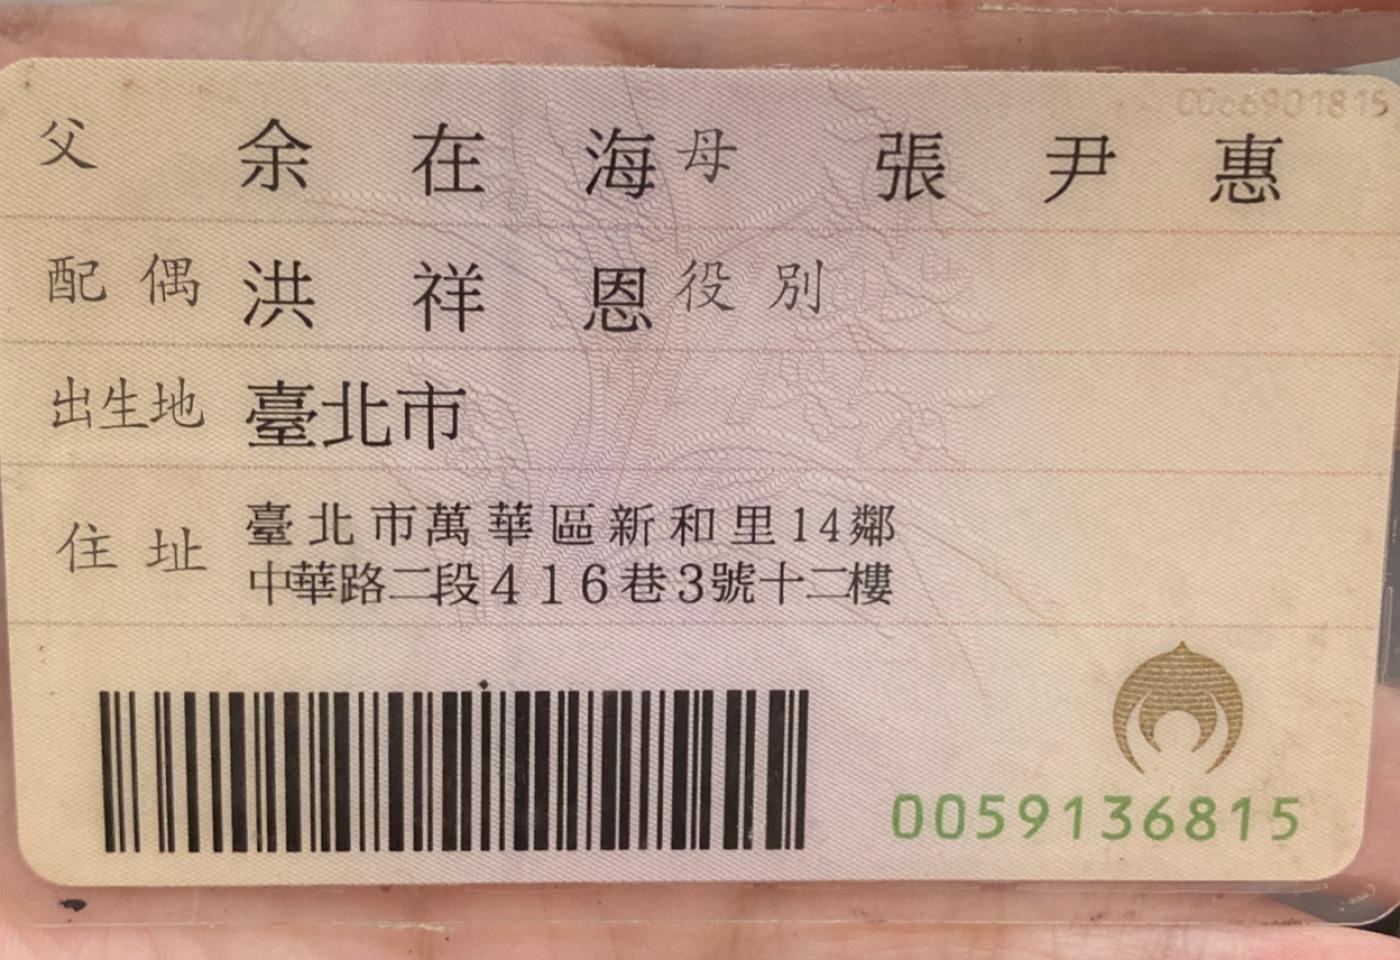 父 余在海 母 張尹惠
配偶 洪祥恩 役別
出生地 臺北市
住址 臺北市萬華區新和里14鄰
中華路二段416巷3號十二樓
0059136815